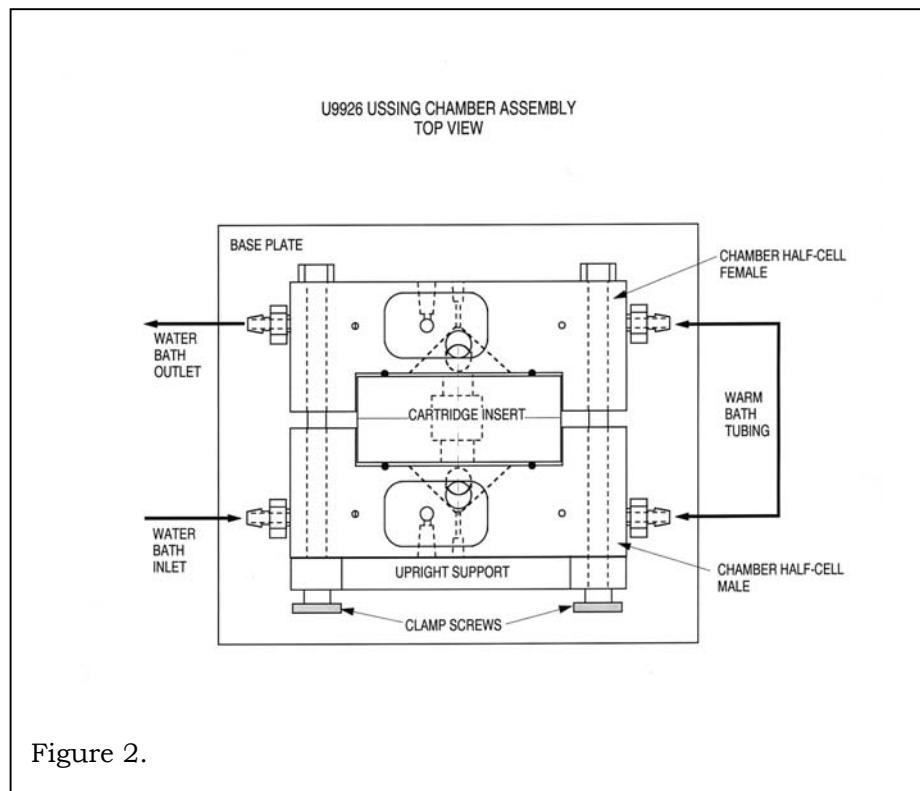 U9926 USSING CHAMBER ASSEMBLY
TOP VIEW
BASE PLATE
CHAMBER HALF-CELL
FEMALE
WATER
BATH
OUTLET
CARTRIDGE INSERT
WARM
BATH
TUBING
WATER
BATH
INLET
UPRIGHT SUPPORT
CHAMBER HALF-CELL
MALE
CLAMP SCREWS
Figure 2.